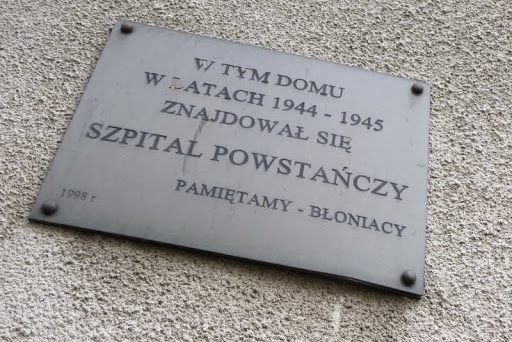 W TYM DOMU
W LATACH 1944 - 1945
ZNAJDOWAŁ SIĘ
SZPITAL POWSTAŃCZY
PAMIĘTAMY - BŁONIACY
1998 r